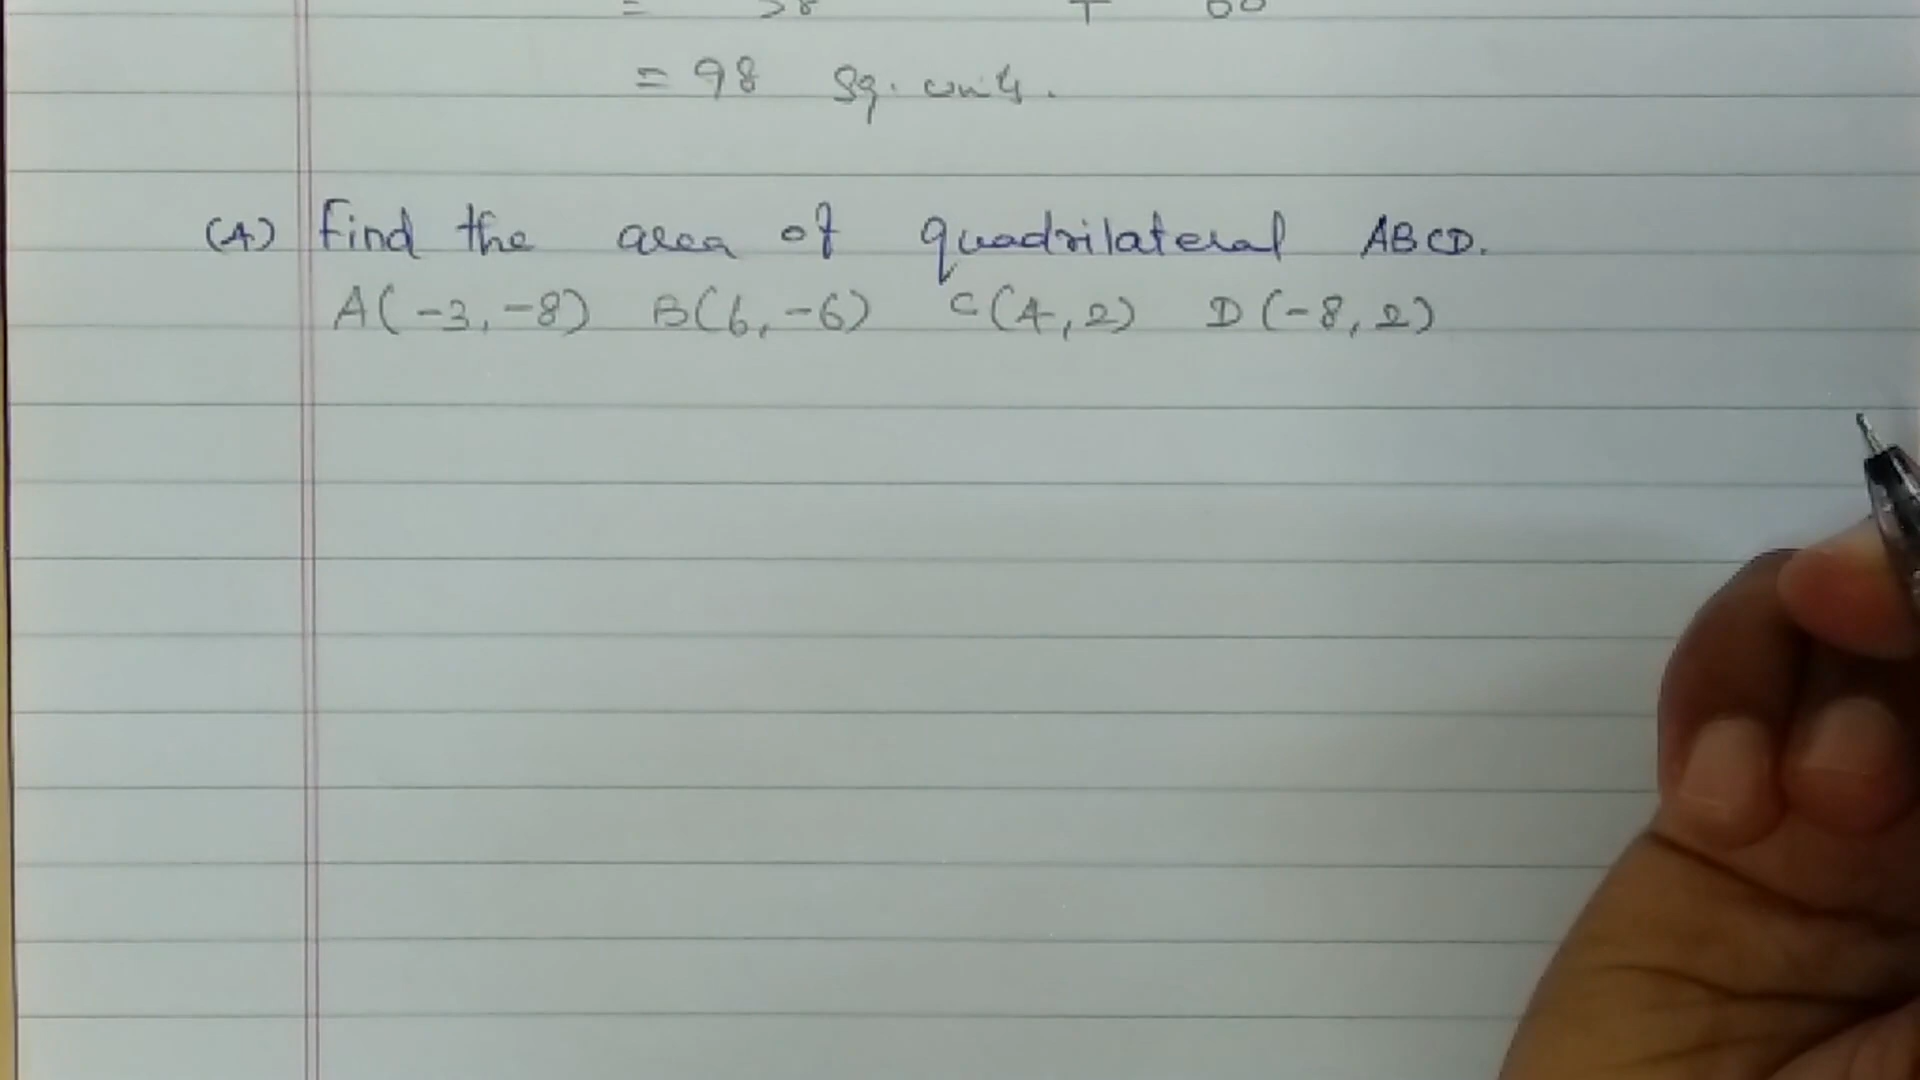 = 98 Sq. units.
(4) Find the area of quadrilateral ABCD.
A(-3,-8) B(6,-6) C(4,2) D(-8,2)